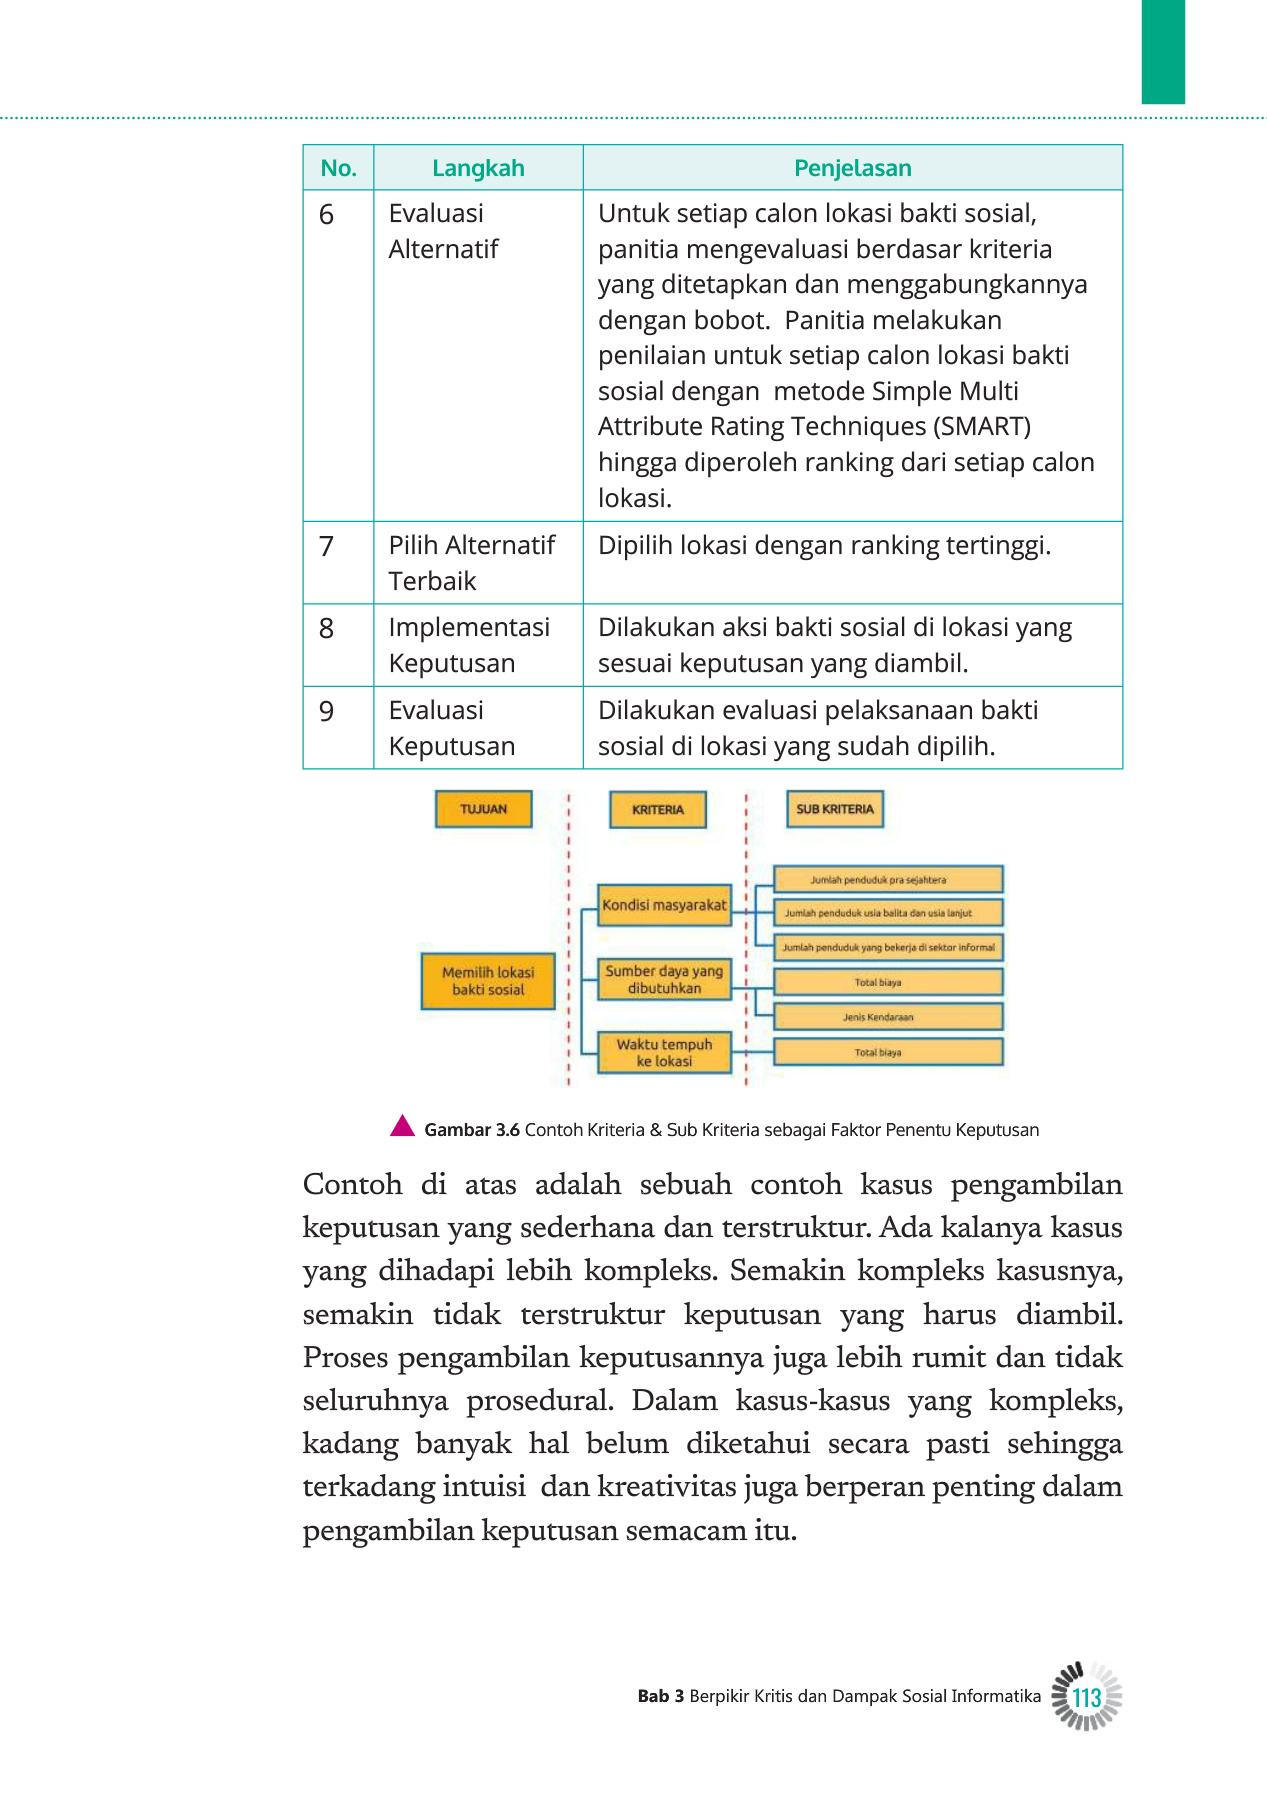 No. Langkah Penjelasan
6 Evaluasi Untuk setiap calon lokasi bakti sosial,
Alternatif panitia mengevaluasi berdasar kriteria
yang ditetapkan dan menggabungkannya
dengan bobot. Panitia melakukan
penilaian untuk setiap calon lokasi bakti
sosial dengan metode Simple Multi
Attribute Rating Techniques (SMART)
hingga diperoleh ranking dari setiap calon
lokasi.
7 Pilih Alternatif Dipilih lokasi dengan ranking tertinggi.
Terbaik
8 Implementasi Dilakukan aksi bakti sosial di lokasi yang
Keputusan sesuai keputusan yang diambil.
9 Evaluasi Dilakukan evaluasi pelaksanaan bakti
Keputusan sosial di lokasi yang sudah dipilih.
TUJUAN KRITERIA SUB KRITERIA
Memilih lokasi
bakti sosial
Kondisi masyarakat
Jumlah penduduk pra sejahtera
Jumlah penduduk usia balita dan usia lanjut
Jumlah penduduk yang bekerja di sektor informal
Sumber daya yang
dibutuhkan
Total biaya
Jenis Kendaraan
Waktu tempuh
ke lokasi
Total biaya
Gambar 3.6 Contoh Kriteria & Sub Kriteria sebagai Faktor Penentu Keputusan
Contoh di atas adalah sebuah contoh kasus pengambilan
keputusan yang sederhana dan terstruktur. Ada kalanya kasus
yang dihadapi lebih kompleks. Semakin kompleks kasusnya,
semakin tidak terstruktur keputusan yang harus diambil.
Proses pengambilan keputusannya juga lebih rumit dan tidak
seluruhnya prosedural. Dalam kasus-kasus yang kompleks,
kadang banyak hal belum diketahui secara pasti sehingga
terkadang intuisi dan kreativitas juga berperan penting dalam
pengambilan keputusan semacam itu.
Bab 3 Berpikir Kritis dan Dampak Sosial Informatika 113